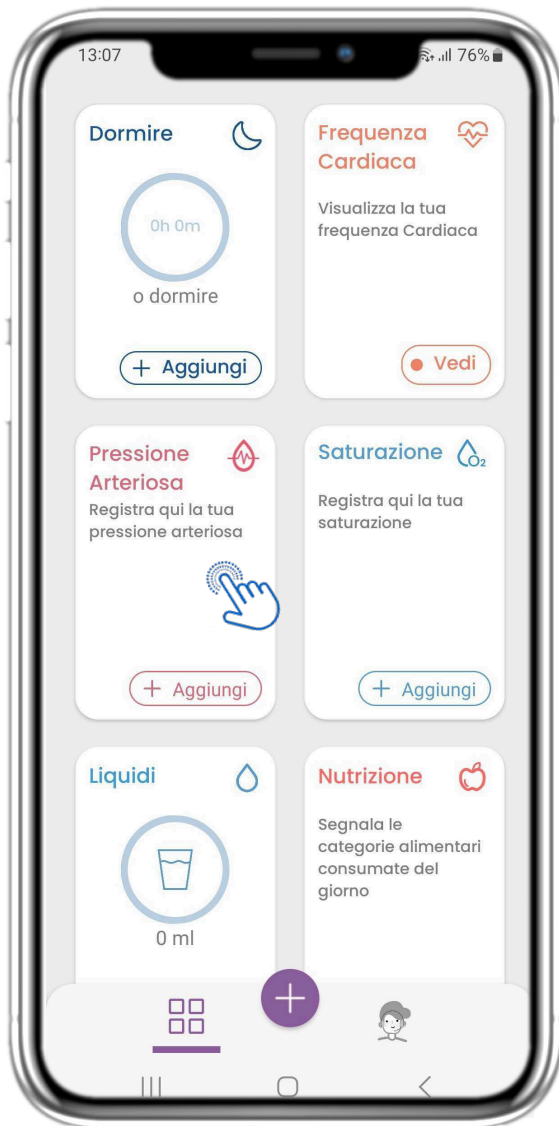 13:07
76%
Dormire
0h 0m
o dormire
+ Aggiungi
Frequenza
Cardiaca
Visualizza la tua
frequenza Cardiaca
Vedi
Pressione
Arteriosa
Registra qui la tua
pressione arteriosa
+ Aggiungi
Saturazione
O₂
Registra qui la tua
saturazione
+ Aggiungi
Liquidi
0 ml
Nutrizione
Segnala le
categorie alimentari
consumate del
giorno